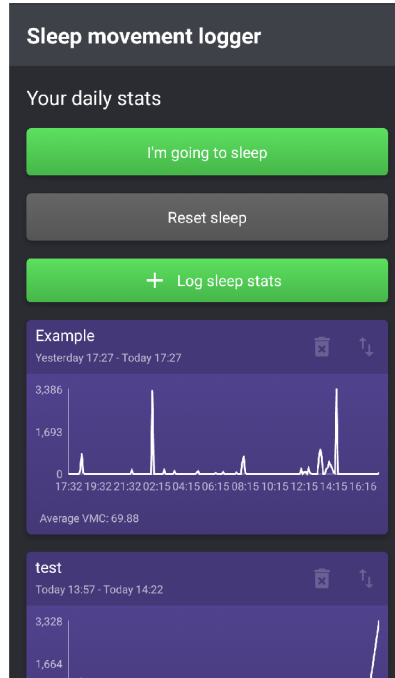 Sleep movement logger
Your daily stats
I'm going to sleep
Reset sleep
+ Log sleep stats
Example
Yesterday 17:27 - Today 17:27
3,386
1,693
0
17:32 19:32 21:32 02:15 04:15 06:15 08:15 10:15 12:15 14:15 16:16
Average VMC: 69.88
test
Today 13:57 - Today 14:22
3,328
1,664